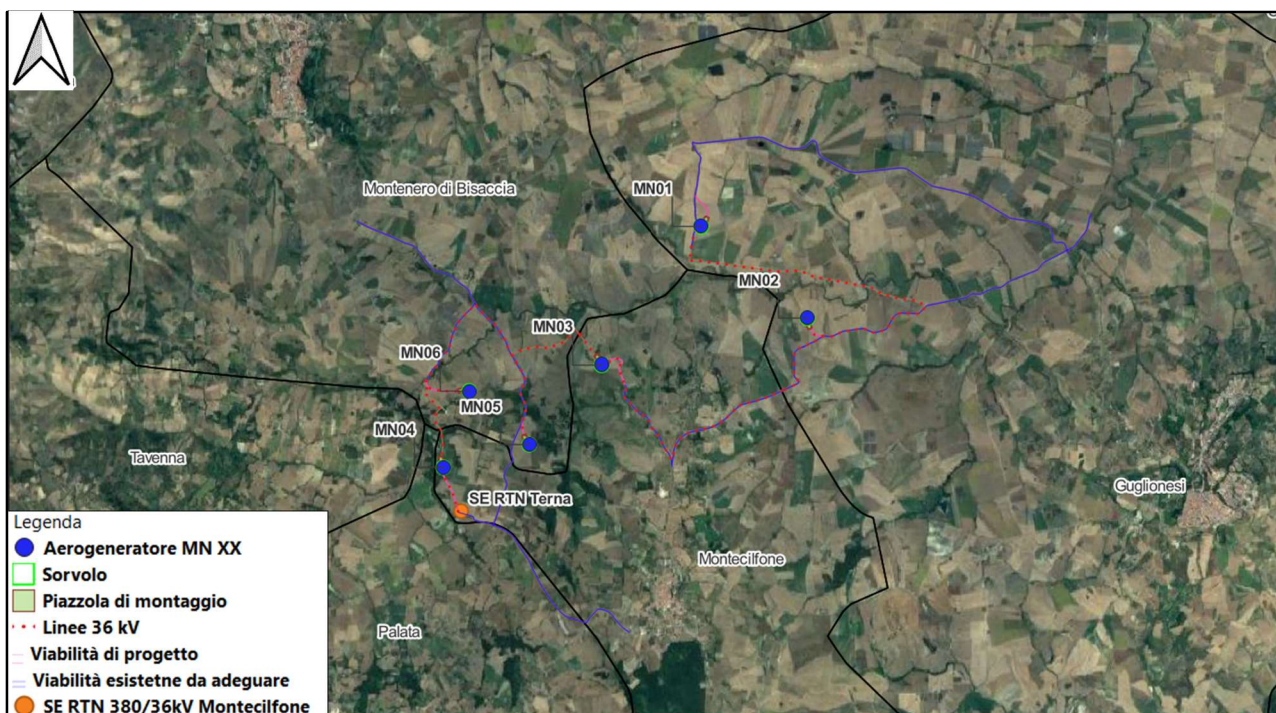 Montenero di Bisaccia
MN01
MN02
MN03
MN06
MN05
MN04
Tavenna
SE RTN Terna
Guglionesi
Montecilfone
Palata
Legenda
Aerogeneratore MN XX
Sorvolo
Piazzola di montaggio
Linee 36 kV
Viabilità di progetto
Viabilità esistetne da adeguare
SE RTN 380/36kV Montecilfone